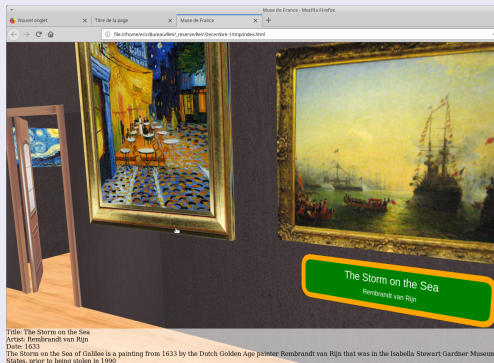 Muse de France - Mozilla Firefox
Nouvel onglet
Titre de la page
Muse de France
file:///home/eric/Bureau/ReV/_reserve/ReV-Decembre-1/tmp/index.html
The Storm on the Sea
Rembrandt van Rijn
Title: The Storm on the Sea
Artist: Rembrandt van Rijn
Date: 1633
The Storm on the Sea of Galilee is a painting from 1633 by the Dutch Golden Age painter Rembrandt van Rijn that was in the Isabella Stewart Gardner Museum
States, prior to being stolen in 1990